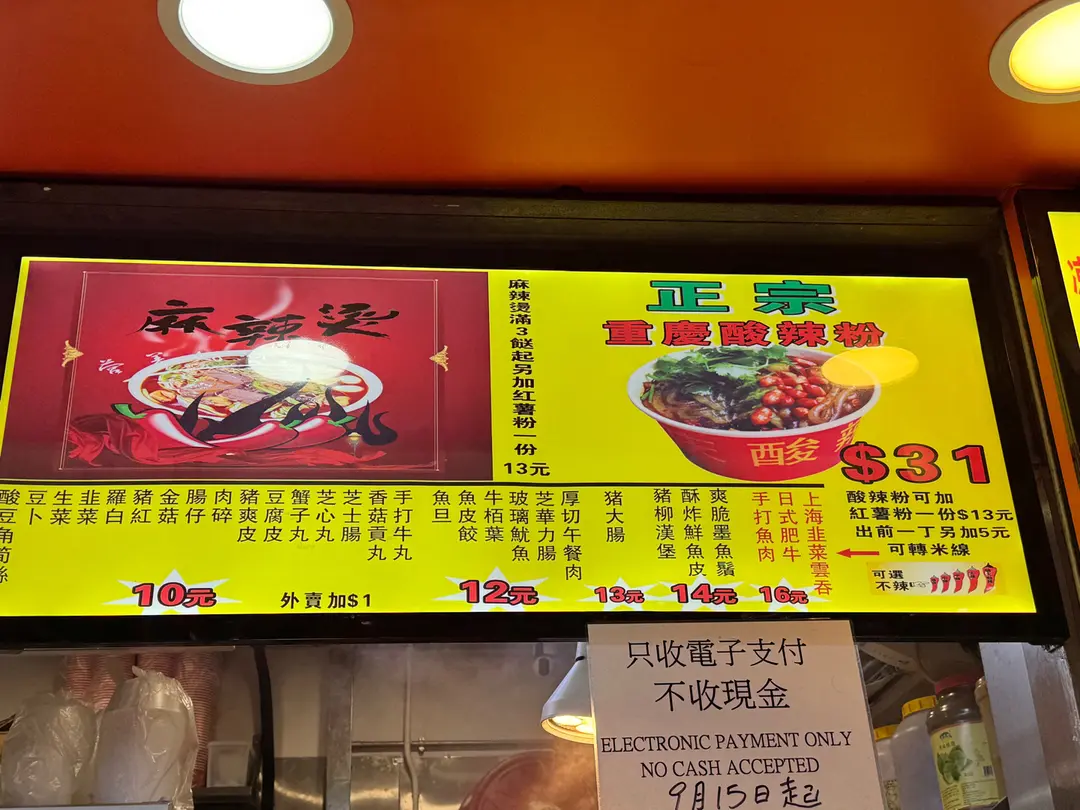 麻辣燙
麻辣燙滿3餸起另加紅薯粉一份
13元
正宗
重慶酸辣粉
酸
$31
酸辣粉可加
紅薯粉一份$13元
出前一丁另加5元
可轉米線
可選
不辣
酸豆角筍絲
豆卜
生菜
韭菜
羅白
豬紅
金菇
腸仔
肉碎
豬爽皮
豆腐皮
蟹子丸
芝心丸
芝士腸
香菇貢丸
手打牛丸
10元
外賣加$1
魚旦
魚皮餃
牛栢葉
玻璃魷魚
芝華力腸
厚切午餐肉
12元
豬大腸
13元
豬柳漢堡
酥炸鮮魚皮
爽脆墨魚鬚
14元
手打魚肉
日式肥牛
上海韭菜雲吞
16元
只收電子支付
不收現金
ELECTRONIC PAYMENT ONLY
NO CASH ACCEPTED
9月15日起